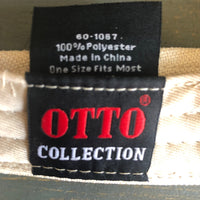 60-1087
100% Polyester
Made in China
One Size Fits Most
OTTO®
COLLECTION